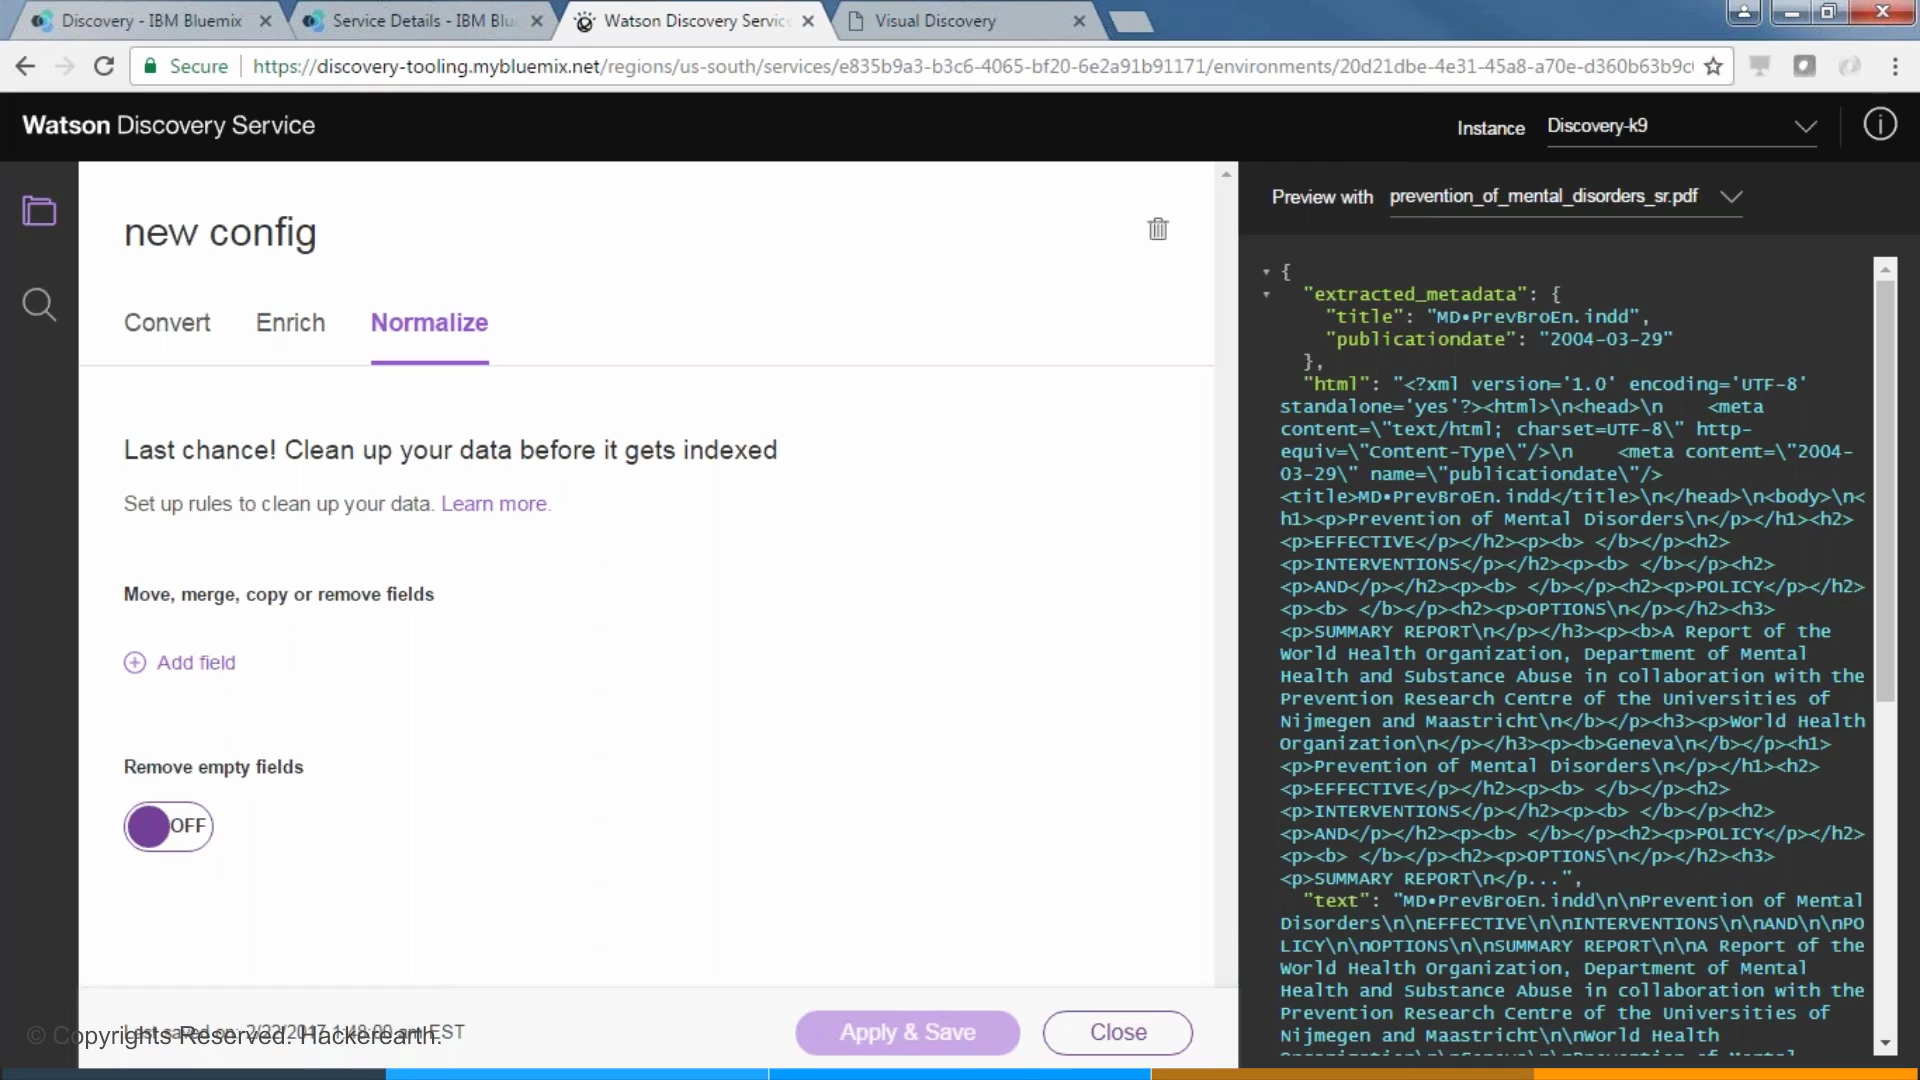 Discovery - IBM Bluemix
Service Details - IBM Blu
Watson Discovery Service
Visual Discovery
Secure
https://discovery-tooling.mybluemix.net/regions/us-south/services/e835b9a3-b3c6-4065-bf20-6e2a91b91171/environments/20d21dbe-4e31-45a8-a70e-d360b63b9c
Watson Discovery Service
Instance Discovery-k9
new config
Convert Enrich Normalize
Last chance! Clean up your data before it gets indexed
Set up rules to clean up your data. Learn more.
Move, merge, copy or remove fields
Add field
Remove empty fields
OFF
Last saved on: 2/22/2017 1:48:00 am EST
© Copyrights Reserved. Hackerearth.
Apply & Save
Close
Preview with prevention_of_mental_disorders_sr.pdf
{
"extracted_metadata": {
"title": "MD•PrevBroEn.indd",
"publicationdate": "2004-03-29"
},
"html": "<?xml version='1.0' encoding='UTF-8'
standalone='yes'?><html>\n<head>\n    <meta
content=\"text/html; charset=UTF-8\" http-
equiv=\"Content-Type\"/>\n    <meta content=\"2004-
03-29\" name=\"publicationdate\"/>
<title>MD•PrevBroEn.indd</title>\n</head>\n<body>\n<
h1><p>Prevention of Mental Disorders\n</p></h1><h2>
<p>EFFECTIVE</p></h2><p><b> </b></p><h2>
<p>INTERVENTIONS</p></h2><p><b> </b></p><h2>
<p>AND</p></h2><p><b> </b></p><h2><p>POLICY</p></h2>
<p><b> </b></p><h2><p>OPTIONS\n</p></h2><h3>
<p>SUMMARY REPORT\n</p></h3><p><b>A Report of the
World Health Organization, Department of Mental
Health and Substance Abuse in collaboration with the
Prevention Research Centre of the Universities of
Nijmegen and Maastricht\n</b></p><h3><p>World Health
Organization\n</p></h3><p><b>Geneva\n</b></p><h1>
<p>Prevention of Mental Disorders\n</p></h1><h2>
<p>EFFECTIVE</p></h2><p><b> </b></p><h2>
<p>INTERVENTIONS</p></h2><p><b> </b></p><h2>
<p>AND</p></h2><p><b> </b></p><h2><p>POLICY</p></h2>
<p><b> </b></p><h2><p>OPTIONS\n</p></h2><h3>
<p>SUMMARY REPORT\n</p...",
"text": "MD•PrevBroEn.indd\n\nPrevention of Mental
Disorders\n\nEFFECTIVE\n\nINTERVENTIONS\n\nAND\n\nPO
LICY\n\nOPTIONS\n\nSUMMARY REPORT\n\nA Report of the
World Health Organization, Department of Mental
Health and Substance Abuse in collaboration with the
Prevention Research Centre of the Universities of
Nijmegen and Maastricht\n\nWorld Health